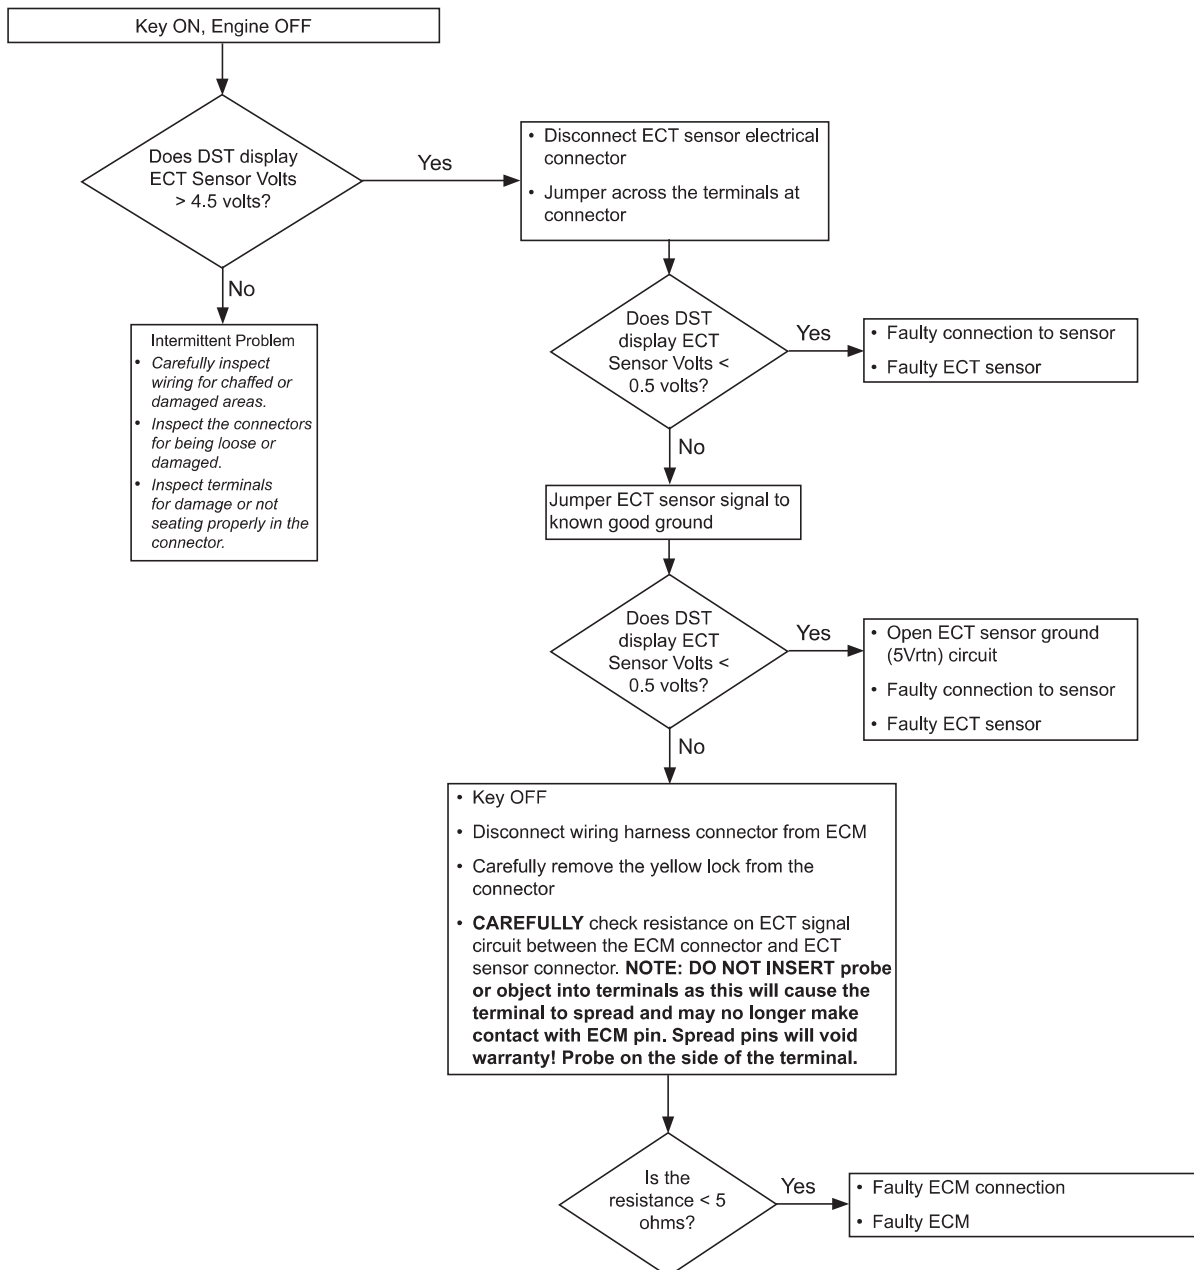 Key ON, Engine OFF
Does DST display
ECT Sensor Volts
> 4.5 volts?
Yes
• Disconnect ECT sensor electrical
connector
• Jumper across the terminals at
connector
No
Intermittent Problem
• Carefully inspect
wiring for chaffed or
damaged areas.
• Inspect the connectors
for being loose or
damaged.
• Inspect terminals
for damage or not
seating properly in the
connector.
Does DST
display ECT
Sensor Volts <
0.5 volts?
Yes
• Faulty connection to sensor
• Faulty ECT sensor
No
Jumper ECT sensor signal to
known good ground
Does DST
display ECT
Sensor Volts <
0.5 volts?
Yes
• Open ECT sensor ground
(5Vrtn) circuit
• Faulty connection to sensor
• Faulty ECT sensor
No
• Key OFF
• Disconnect wiring harness connector from ECM
• Carefully remove the yellow lock from the
connector
• CAREFULLY check resistance on ECT signal
circuit between the ECM connector and ECT
sensor connector. NOTE: DO NOT INSERT probe
or object into terminals as this will cause the
terminal to spread and may no longer make
contact with ECM pin. Spread pins will void
warranty! Probe on the side of the terminal.
Is the
resistance < 5
ohms?
Yes
• Faulty ECM connection
• Faulty ECM